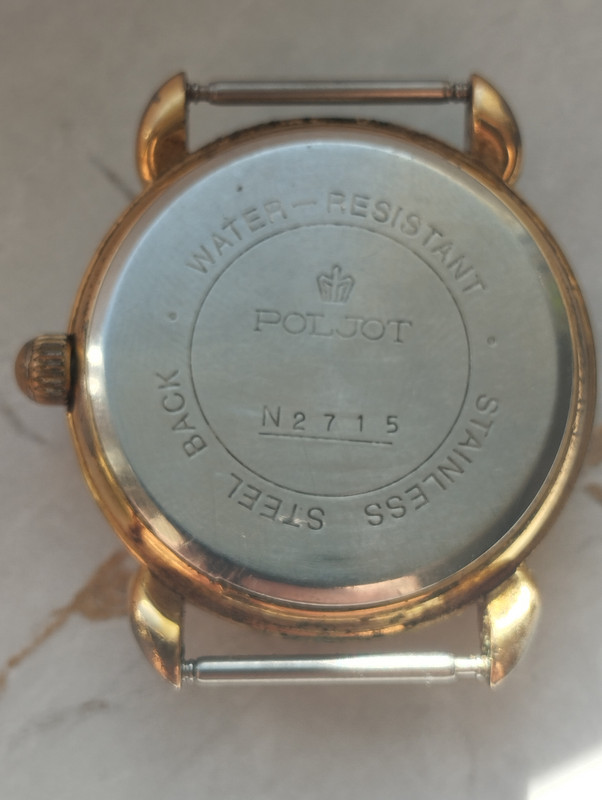 WATER-RESISTANT
POLJOT
N2715
STAINLESS STEEL BACK